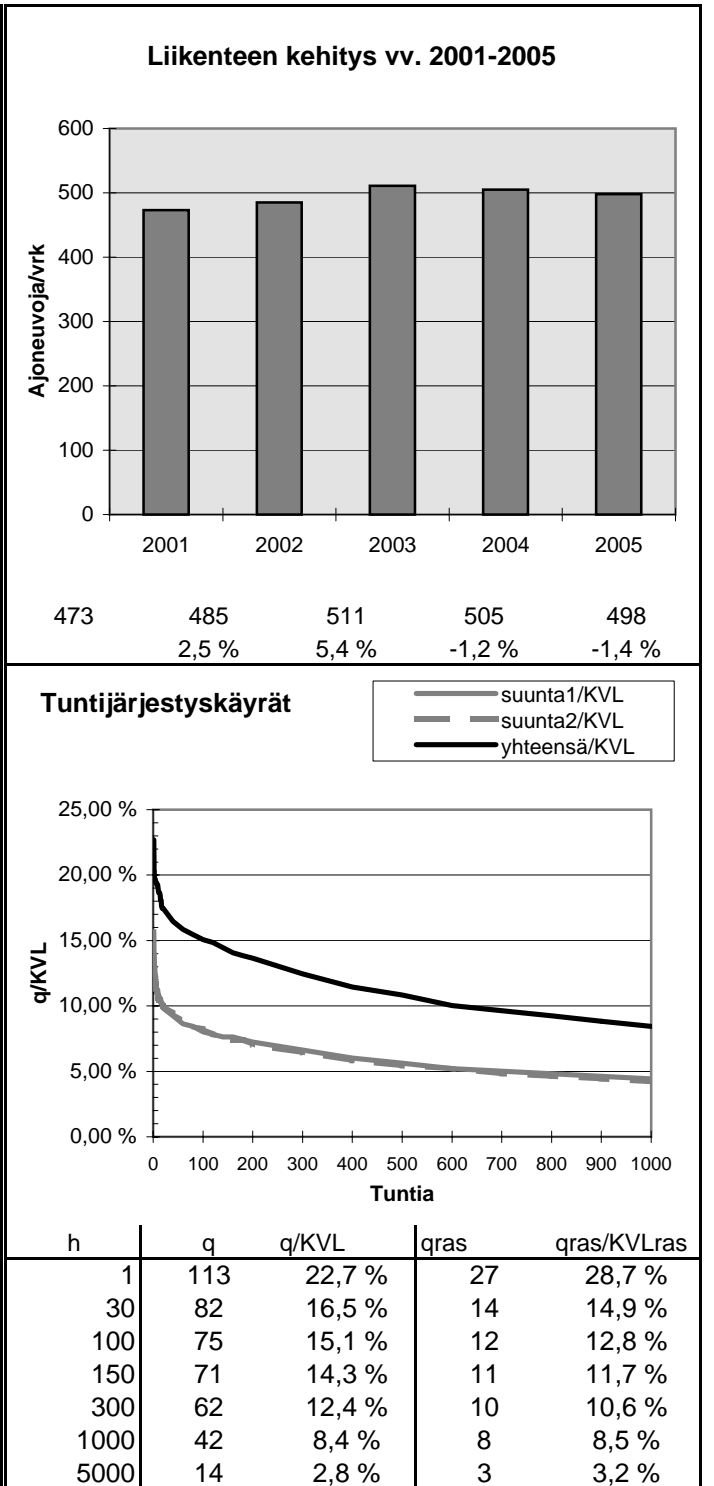 Liikenteen kehitys vv. 2001-2005
600
500
400
300
200
100
0
Ajoneuvoja/vrk
2001 2002 2003 2004 2005
473 485 511 505 498
2,5 % 5,4 % -1,2 % -1,4 %
Tuntijärjestyskäyrät
suunta1/KVL
suunta2/KVL
yhteensä/KVL
25,00 %
20,00 %
15,00 %
10,00 %
5,00 %
0,00 %
q/KVL
0 100 200 300 400 500 600 700 800 900 1000
Tuntia
h q q/KVL qras qras/KVLras
1 113 22,7 % 27 28,7 %
30 82 16,5 % 14 14,9 %
100 75 15,1 % 12 12,8 %
150 71 14,3 % 11 11,7 %
300 62 12,4 % 10 10,6 %
1000 42 8,4 % 8 8,5 %
5000 14 2,8 % 3 3,2 %